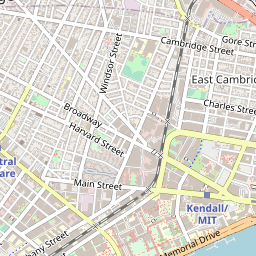 Gore Street
Cambridge Street
Windsor Street
East Cambrid
Charles Stree
Broadway
Harvard Street
ntral
are
Main Street
Kendall/
MIT
any Street
Memorial Drive